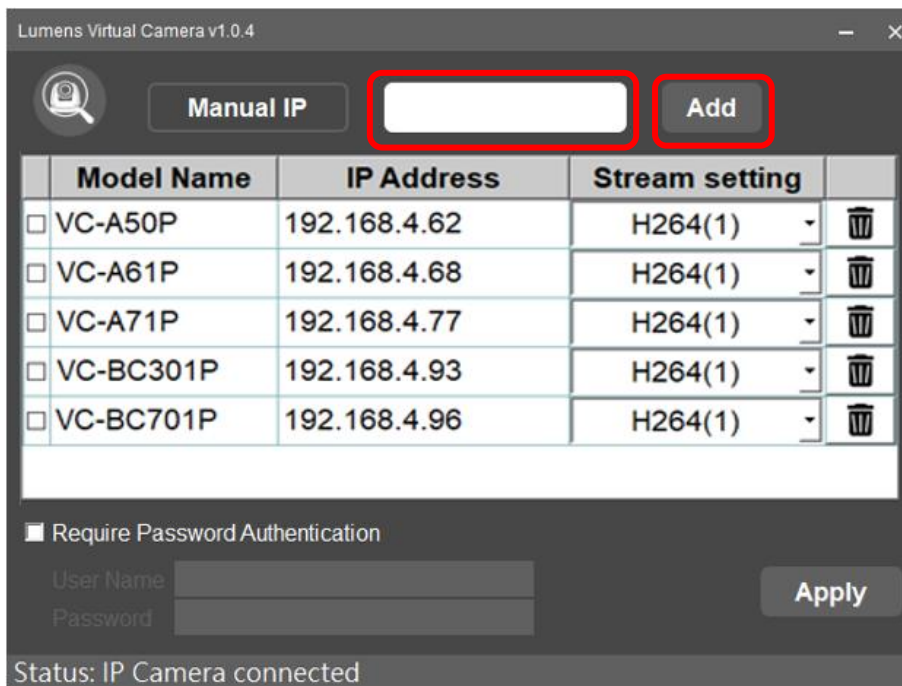 Lumens Virtual Camera v1.0.4
Manual IP Add
Model Name IP Address Stream setting
VC-A50P 192.168.4.62 H264(1)
VC-A61P 192.168.4.68 H264(1)
VC-A71P 192.168.4.77 H264(1)
VC-BC301P 192.168.4.93 H264(1)
VC-BC701P 192.168.4.96 H264(1)
Require Password Authentication
User Name
Password
Apply
Status: IP Camera connected